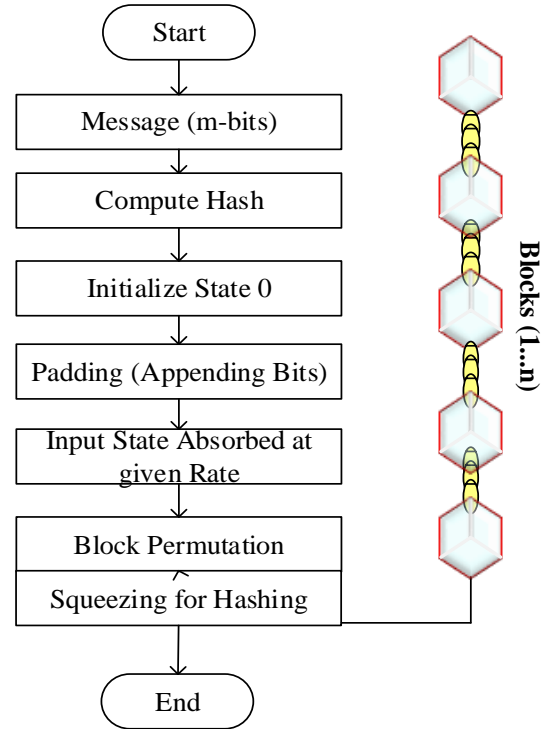 Start
Message (m-bits)
Compute Hash
Initialize State 0
Padding (Appending Bits)
Input State Absorbed at
given Rate
Block Permutation
Squeezing for Hashing
End
Blocks (1...n)